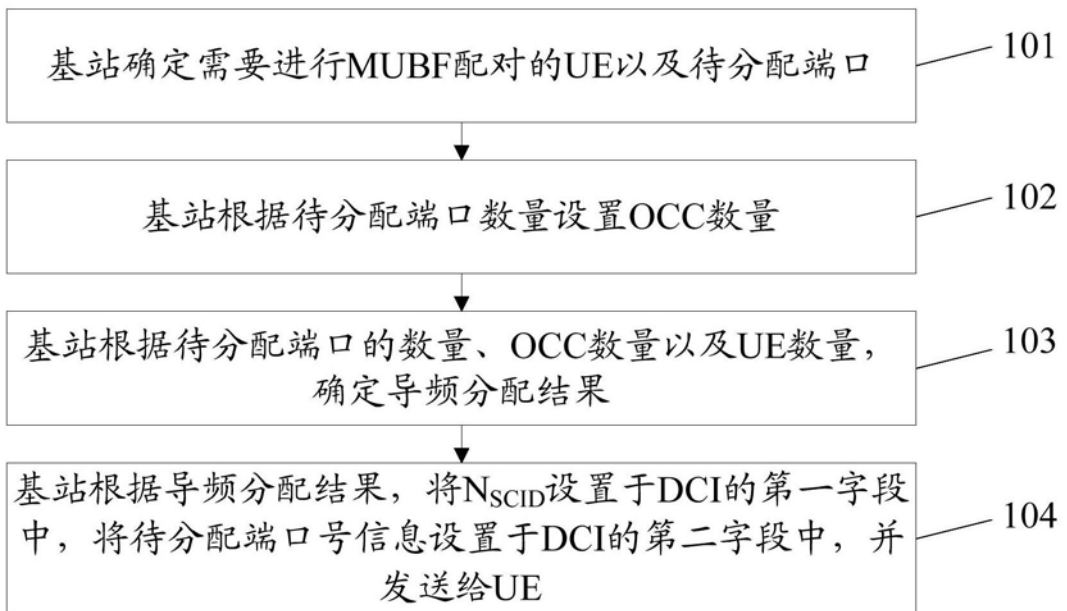 基站确定需要进行MUBF配对的UE以及待分配端口
101
基站根据待分配端口数量设置OCC数量
102
基站根据待分配端口的数量、OCC数量以及UE数量，
确定导频分配结果
103
基站根据导频分配结果，将NSCID设置于DCI的第一字段
中，将待分配端口号信息设置于DCI的第二字段中，并
发送给UE
104